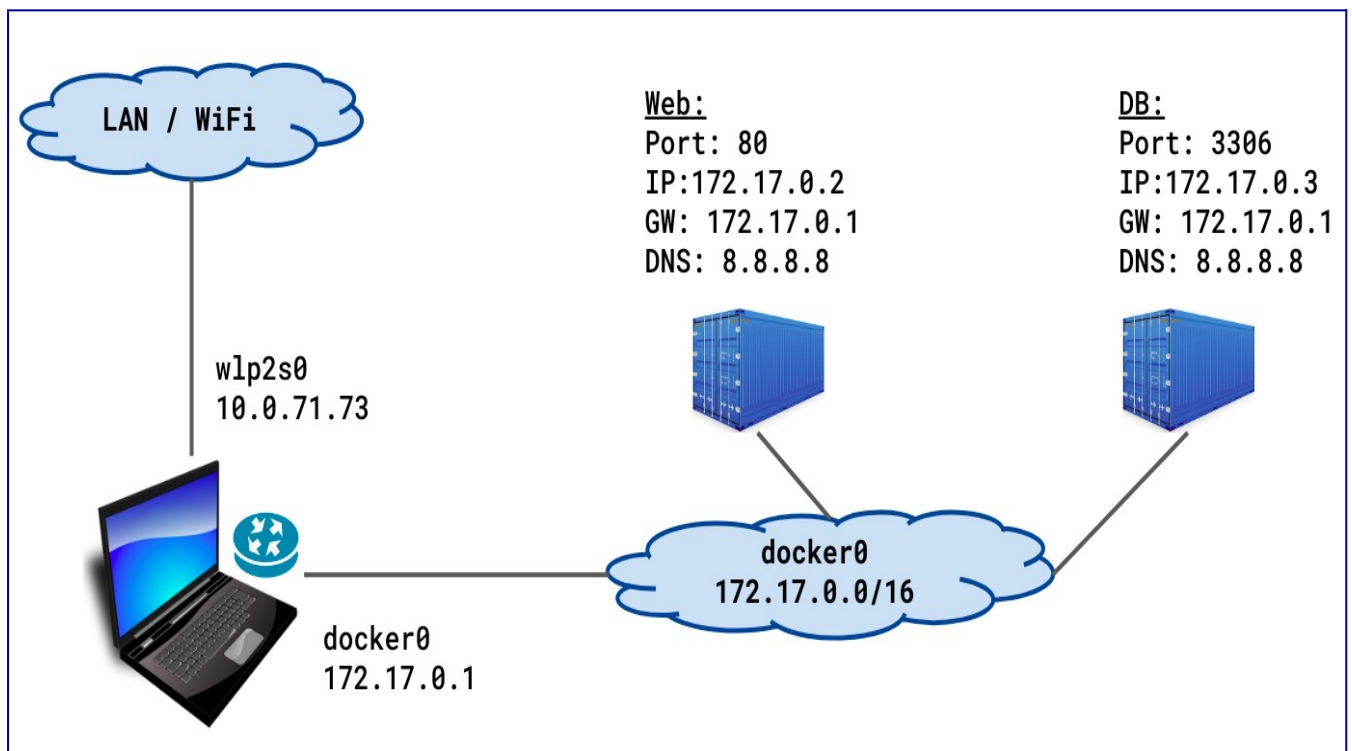 LAN / WiFi
Web:
Port: 80
IP:172.17.0.2
GW: 172.17.0.1
DNS: 8.8.8.8
DB:
Port: 3306
IP:172.17.0.3
GW: 172.17.0.1
DNS: 8.8.8.8
wlp2s0
10.0.71.73
docker0
172.17.0.0/16
docker0
172.17.0.1